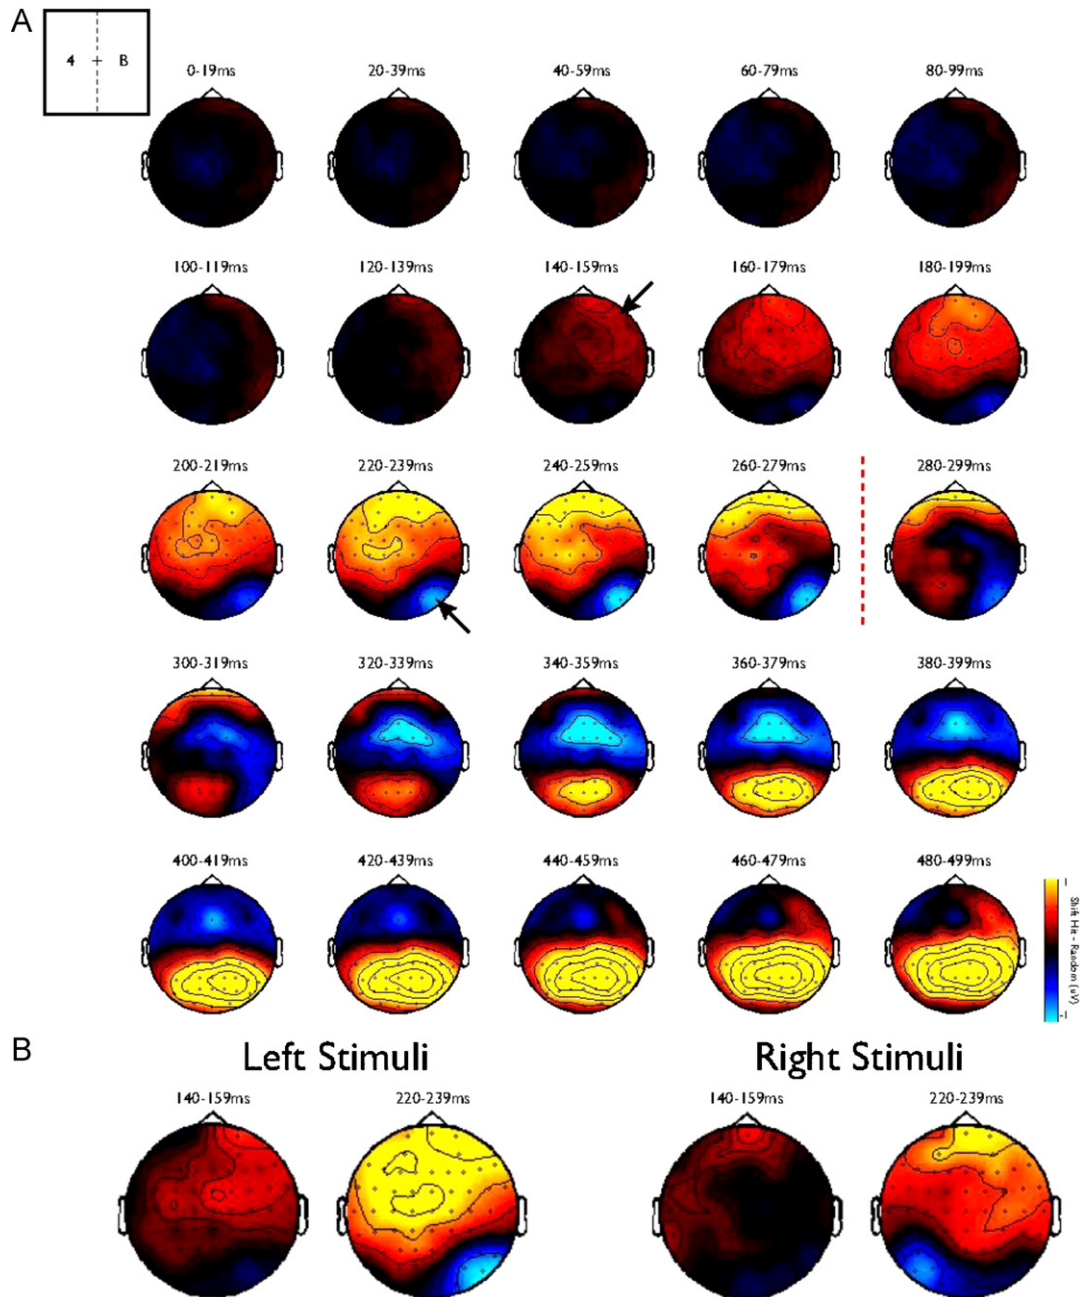 A
4 + B
0-19ms 20-39ms 40-59ms 60-79ms 80-99ms
100-119ms 120-139ms 140-159ms 160-179ms 180-199ms
200-219ms 220-239ms 240-259ms 260-279ms 280-299ms
300-319ms 320-339ms 340-359ms 360-379ms 380-399ms
400-419ms 420-439ms 440-459ms 460-479ms 480-499ms
Shift Hit - Random (uV)
B
Left Stimuli Right Stimuli
140-159ms 220-239ms 140-159ms 220-239ms